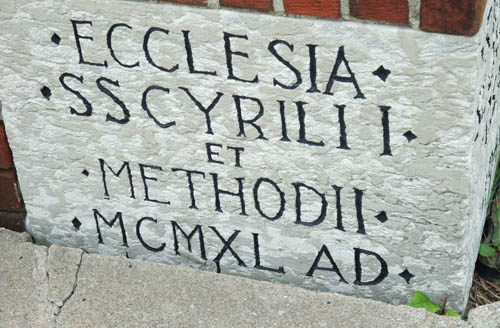 · ECCLESIA ·
· SS CYRILII ·
ET
· METHODII ·
· MCMXL AD ·